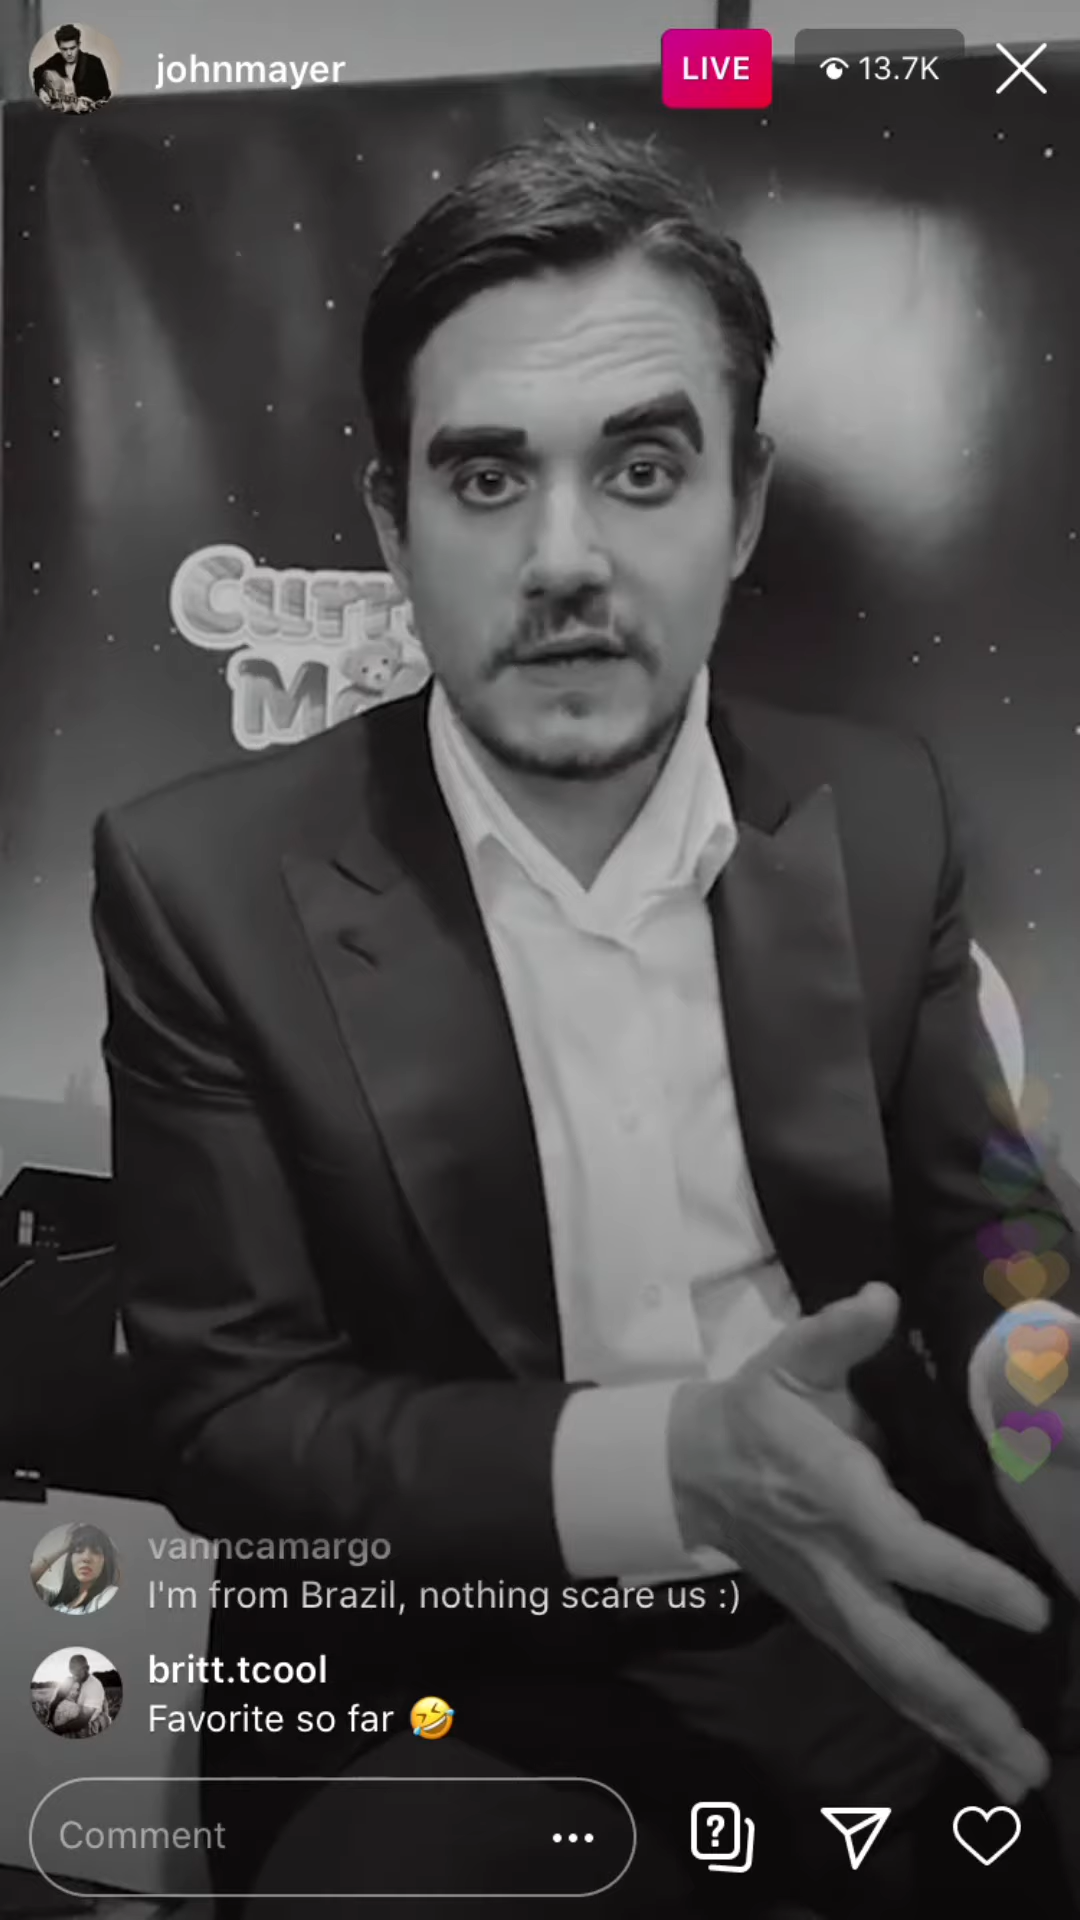 johnmayer
LIVE
13.7K
vanncamargo
I'm from Brazil, nothing scare us :)
britt.tcool
Favorite so far 🤣
Comment